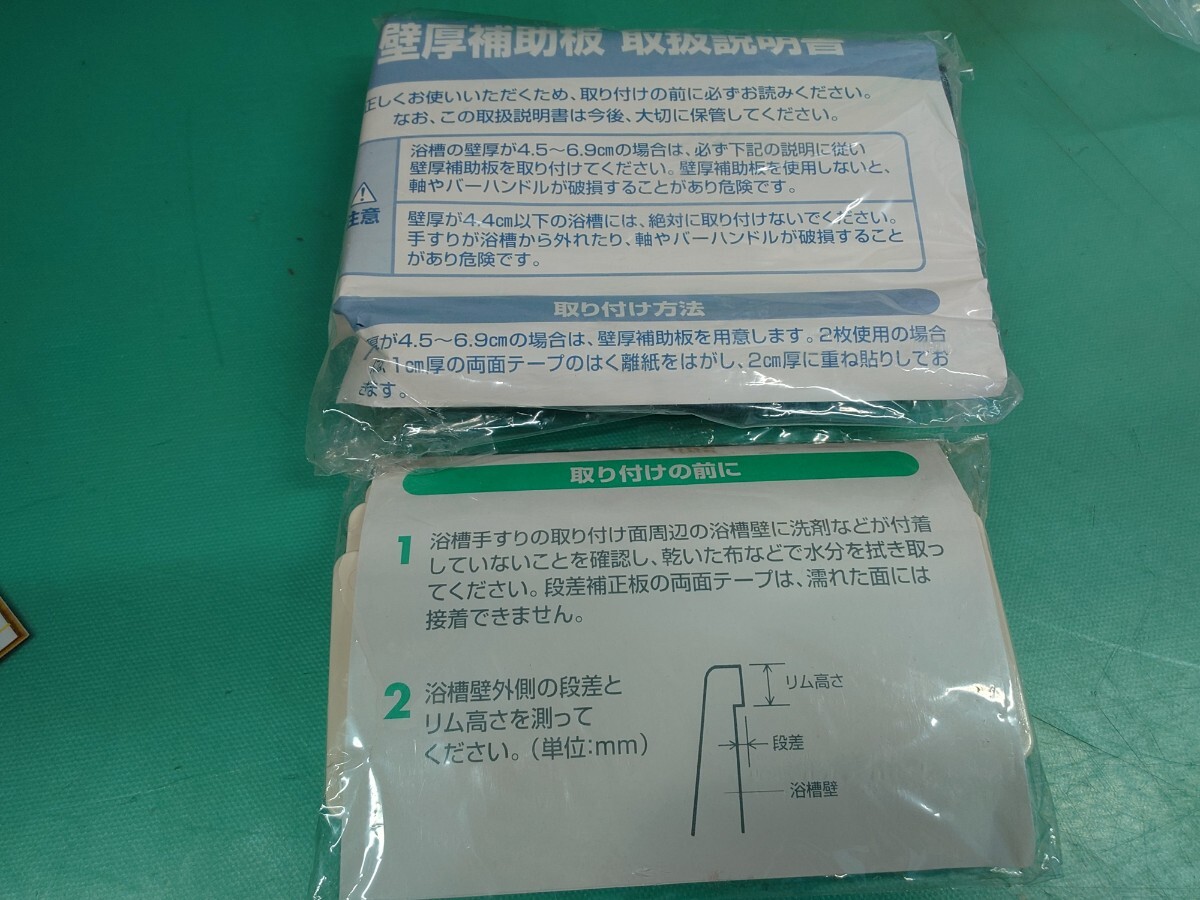 壁厚補助板 取扱説明書
正しくお使いいただくため、取り付けの前に必ずお読みください。
なお、この取扱説明書は今後、大切に保管してください。
注意
浴槽の壁厚が4.5～6.9cmの場合は、必ず下記の説明に従い
壁厚補助板を取り付けてください。壁厚補助板を使用しないと、
軸やバーハンドルが破損することがあり危険です。
壁厚が4.4cm以下の浴槽には、絶対に取り付けないでください。
手すりが浴槽から外れたり、軸やバーハンドルが破損すること
があり危険です。
取り付け方法
厚が4.5～6.9cmの場合は、壁厚補助板を用意します。2枚使用の場合
1cm厚の両面テープのはく離紙をはがし、2cm厚に重ね貼りしてお
きます。
取り付けの前に
1 浴槽手すりの取り付け面周辺の浴槽壁に洗剤などが付着
していないことを確認し、乾いた布などで水分を拭き取っ
てください。段差補正板の両面テープは、濡れた面には
接着できません。
2 浴槽壁外側の段差と
リム高さを測って
ください。(単位:mm)
リム高さ
段差
浴槽壁